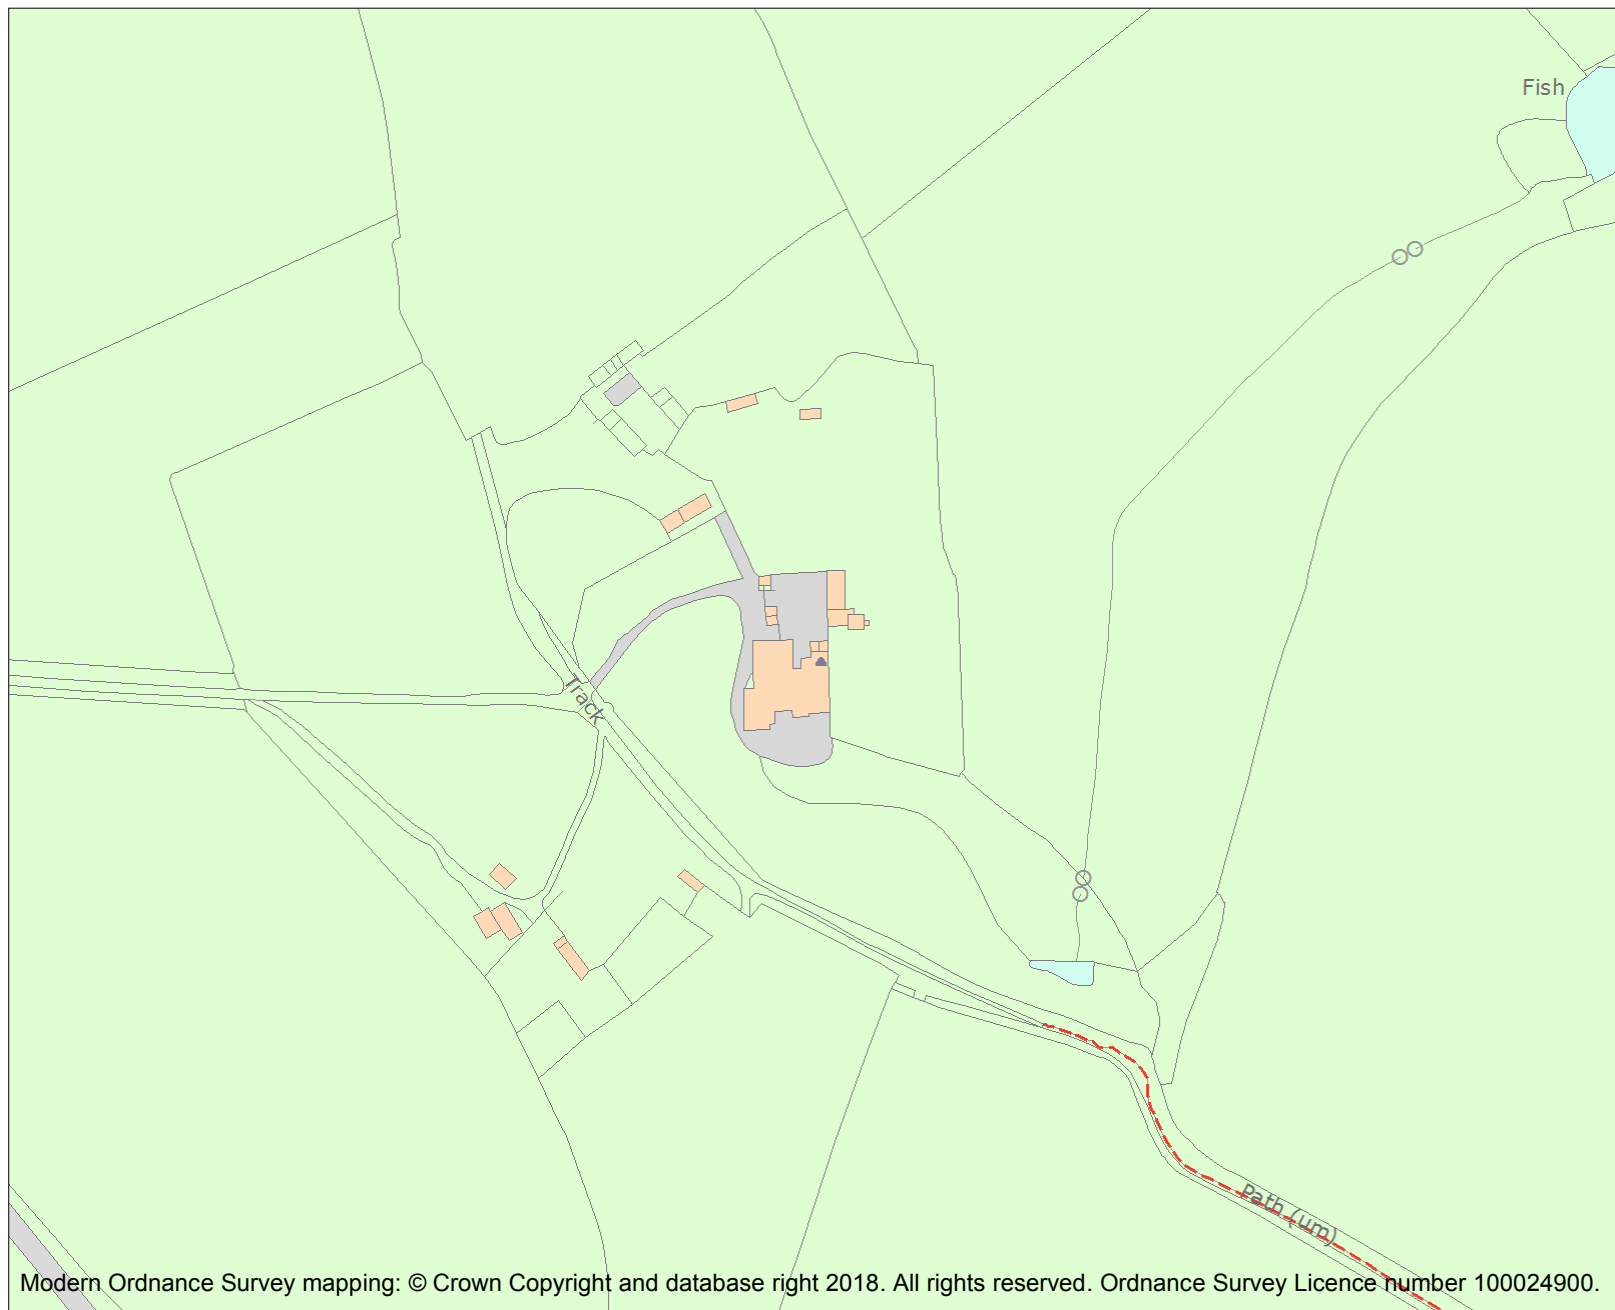 Fish
Track
Path (um)
Modern Ordnance Survey mapping: © Crown Copyright and database right 2018. All rights reserved. Ordnance Survey Licence number 100024900.